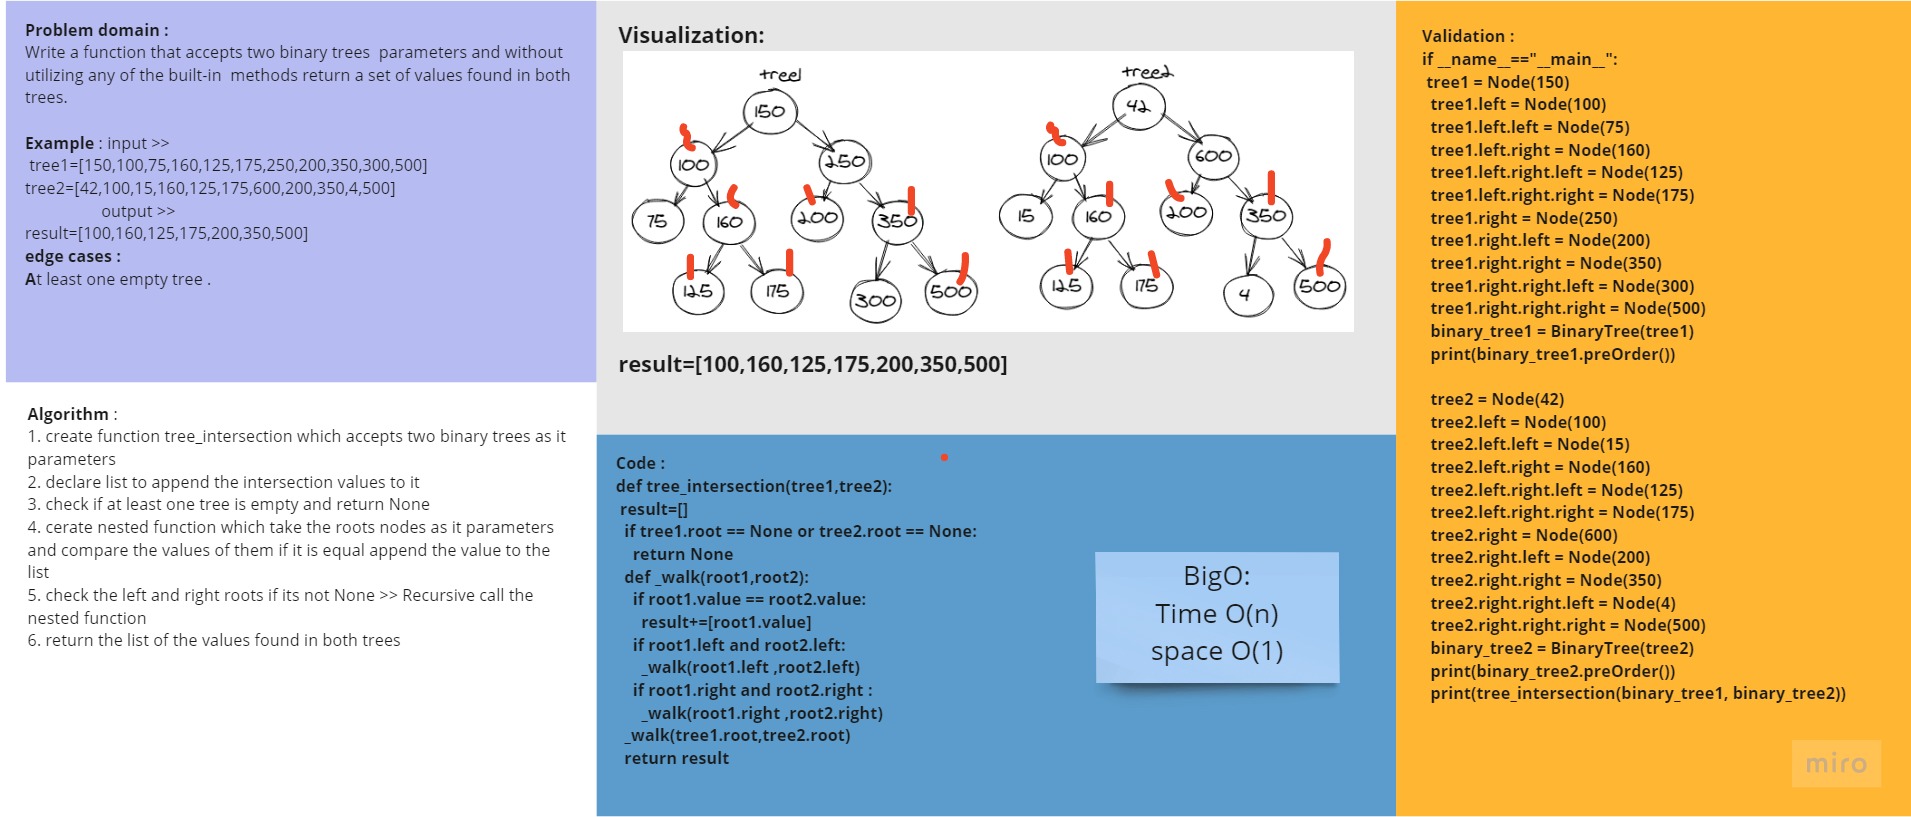 Problem domain :
Write a function that accepts two binary trees  parameters and without
utilizing any of the built-in  methods return a set of values found in both
trees.
Example : input >>
tree1=[150,100,75,160,125,175,250,200,350,300,500]
tree2=[42,100,15,160,125,175,600,200,350,4,500]
output >>
result=[100,160,125,175,200,350,500]
edge cases :
At least one empty tree .
Algorithm :
1. create function tree_intersection which accepts two binary trees as it
parameters
2. declare list to append the intersection values to it
3. check if at least one tree is empty and return None
4. cerate nested function which take the roots nodes as it parameters
and compare the values of them if it is equal append the value to the
list
5. check the left and right roots if its not None >> Recursive call the
nested function
6. return the list of the values found in both trees
Visualization:
tree1
150
100 250
75 160 200 350
125 175 300 500
tree2
42
100 600
15 160 200 350
125 175 4 500
result=[100,160,125,175,200,350,500]
Code :
def tree_intersection(tree1,tree2):
result=[]
if tree1.root == None or tree2.root == None:
return None
def _walk(root1,root2):
if root1.value == root2.value:
result+=[root1.value]
if root1.left and root2.left:
_walk(root1.left ,root2.left)
if root1.right and root2.right :
_walk(root1.right ,root2.right)
_walk(tree1.root,tree2.root)
return result
BigO:
Time O(n)
space O(1)
Validation :
if __name__=="__main__":
tree1 = Node(150)
tree1.left = Node(100)
tree1.left.left = Node(75)
tree1.left.right = Node(160)
tree1.left.right.left = Node(125)
tree1.left.right.right = Node(175)
tree1.right = Node(250)
tree1.right.left = Node(200)
tree1.right.right = Node(350)
tree1.right.right.left = Node(300)
tree1.right.right.right = Node(500)
binary_tree1 = BinaryTree(tree1)
print(binary_tree1.preOrder())
tree2 = Node(42)
tree2.left = Node(100)
tree2.left.left = Node(15)
tree2.left.right = Node(160)
tree2.left.right.left = Node(125)
tree2.left.right.right = Node(175)
tree2.right = Node(600)
tree2.right.left = Node(200)
tree2.right.right = Node(350)
tree2.right.right.left = Node(4)
tree2.right.right.right = Node(500)
binary_tree2 = BinaryTree(tree2)
print(binary_tree2.preOrder())
print(tree_intersection(binary_tree1, binary_tree2))
miro